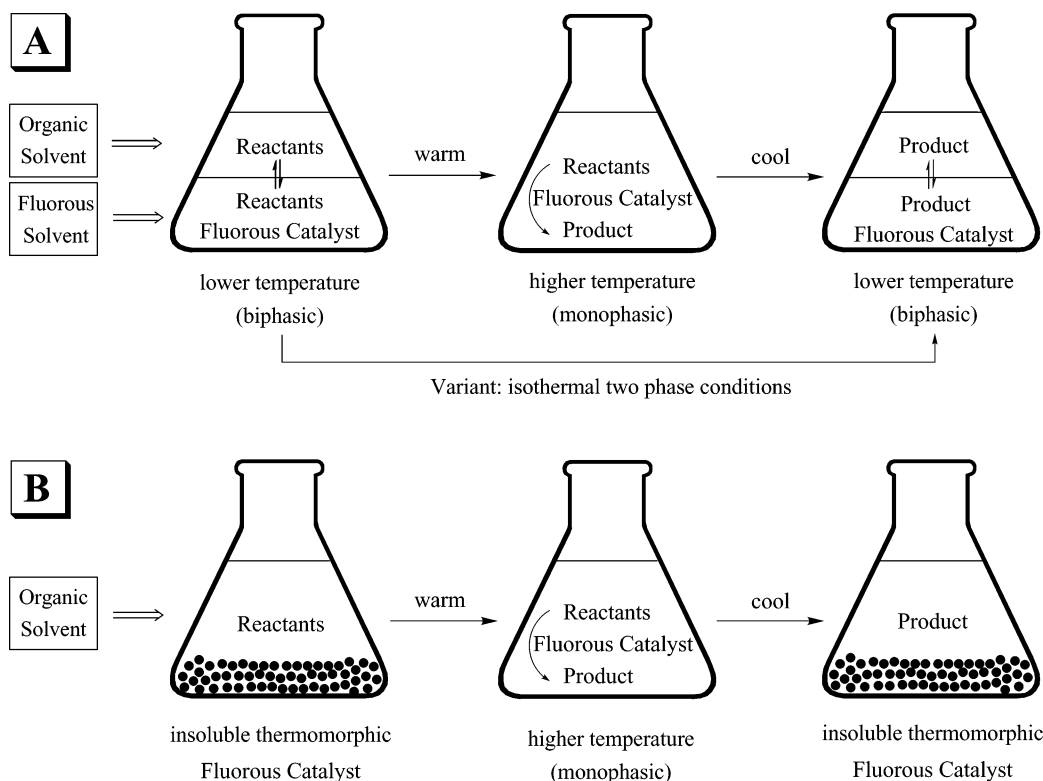 A
Organic
Solvent
Fluorous
Solvent
Reactants
Reactants
Fluorous Catalyst
warm
Reactants
Fluorous Catalyst
Product
cool
Product
Product
Fluorous Catalyst
lower temperature
(biphasic)
higher temperature
(monophasic)
lower temperature
(biphasic)
Variant: isothermal two phase conditions
B
Organic
Solvent
Reactants
warm
Reactants
Fluorous Catalyst
Product
cool
Product
insoluble thermomorphic
Fluorous Catalyst
higher temperature
(monophasic)
insoluble thermomorphic
Fluorous Catalyst